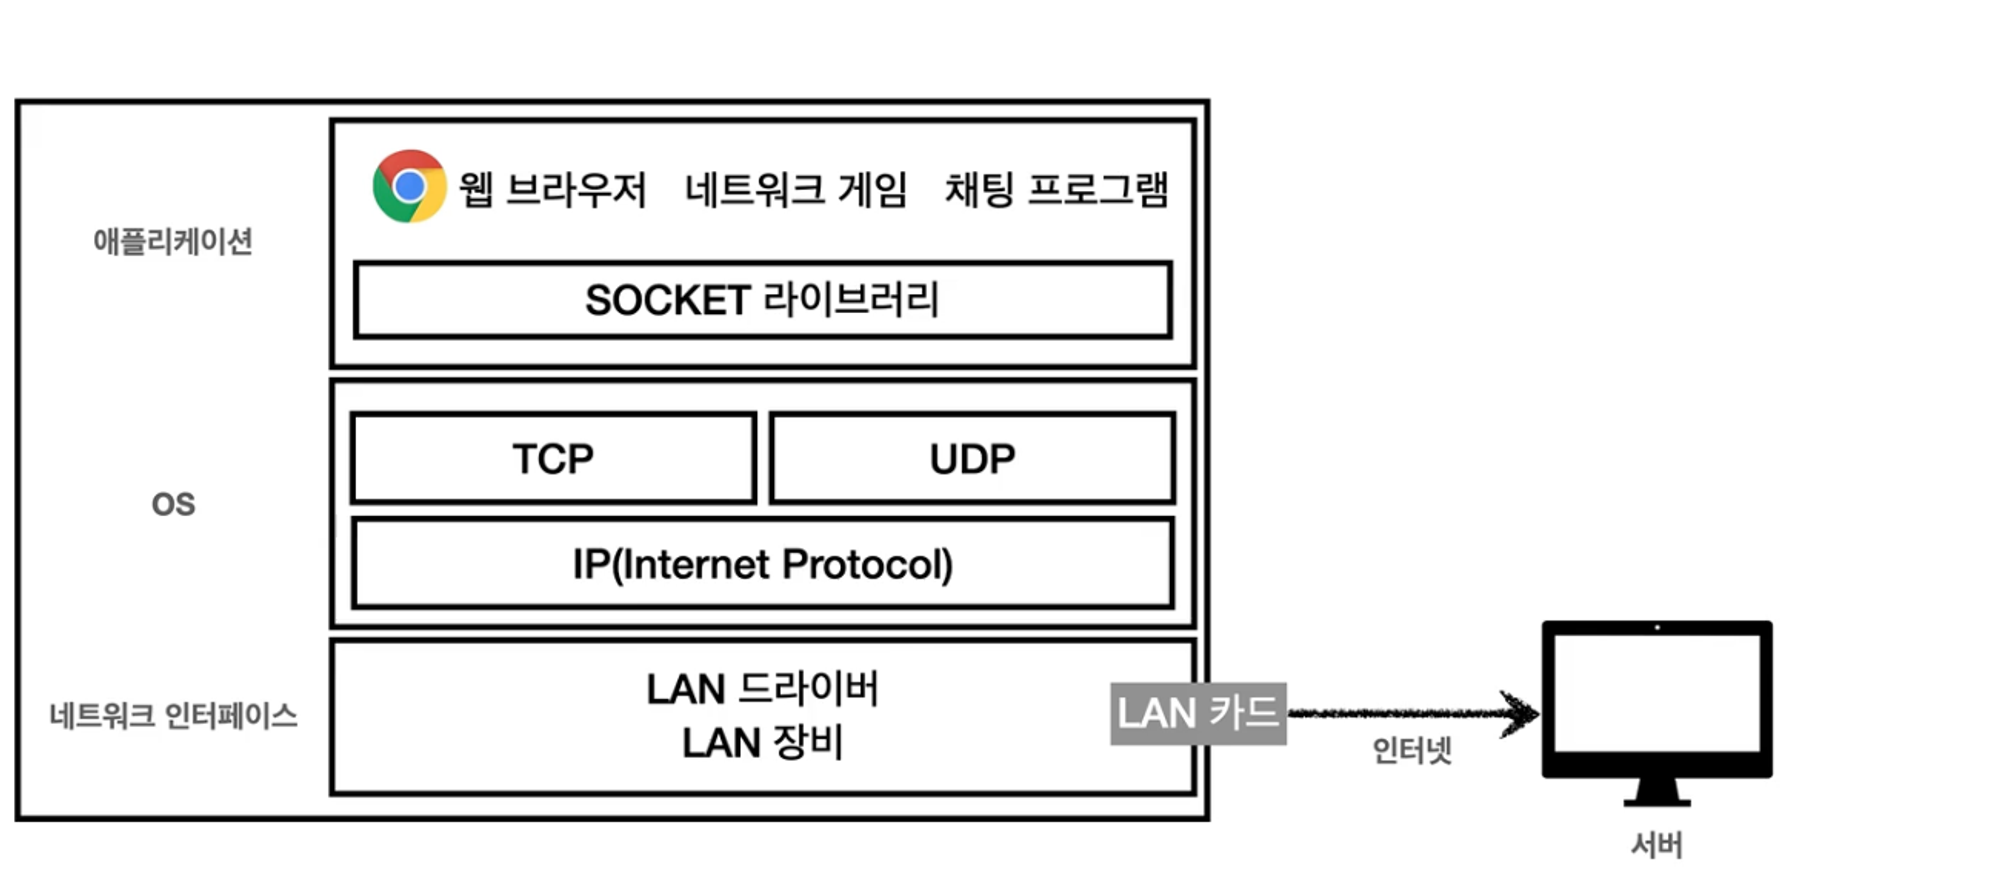 애플리케이션
웹 브라우저 네트워크 게임 채팅 프로그램
SOCKET 라이브러리
OS
TCP
UDP
IP(Internet Protocol)
네트워크 인터페이스
LAN 드라이버
LAN 장비
LAN 카드
인터넷
서버